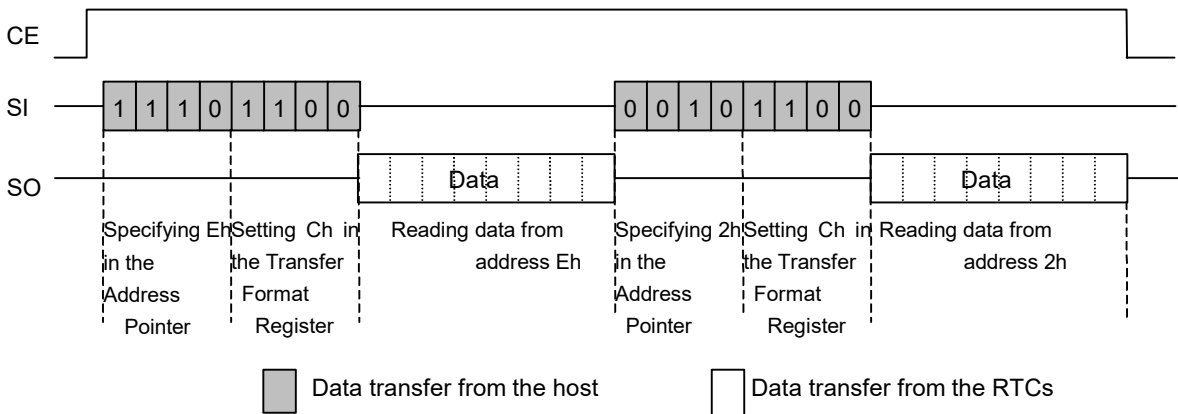 CE
SI
1 1 1 0 1 1 0 0
0 0 1 0 1 1 0 0
SO
Data
Data
Specifying Eh
in the
Address
Pointer
Setting Ch in
the Transfer
Format
Register
Reading data from
address Eh
Specifying 2h
in the
Address
Pointer
Setting Ch in
the Transfer
Format
Register
Reading data from
address 2h
Data transfer from the host
Data transfer from the RTCs